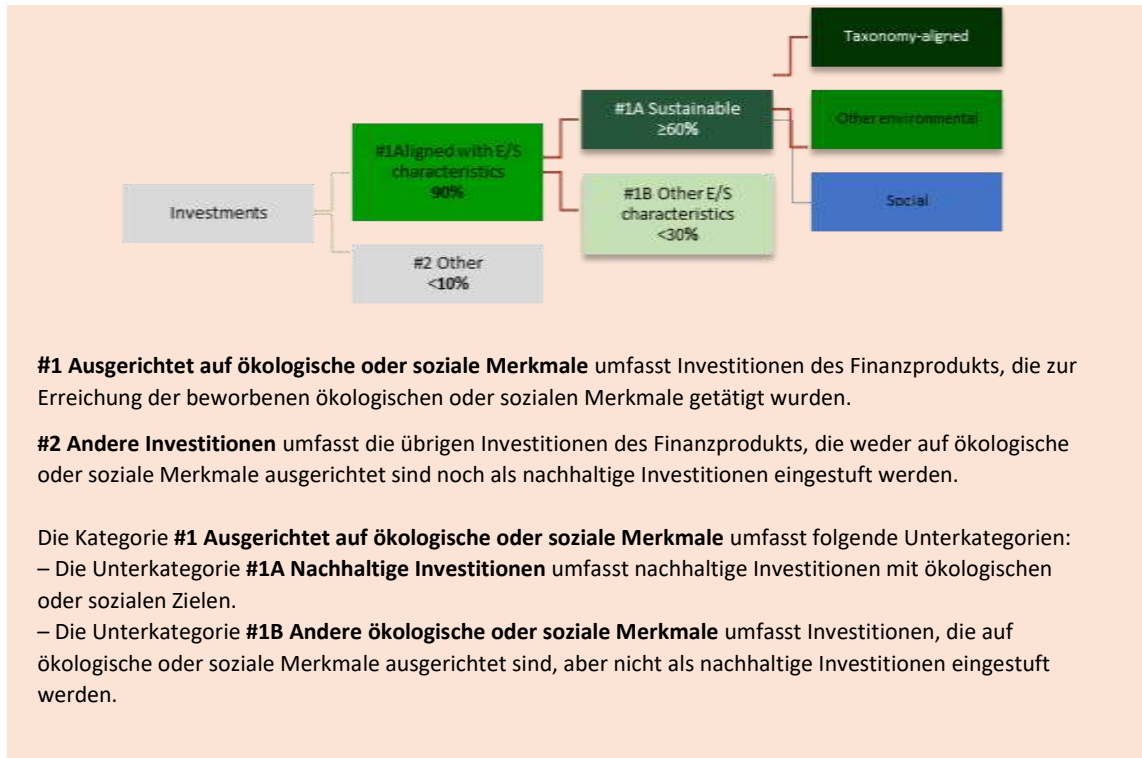 Taxonomy-aligned
#1A Sustainable
≥60%
Other environmental
#1Aligned with E/S
characteristics
90%
#1B Other E/S
characteristics
<30%
Social
Investments
#2 Other
<10%
#1 Ausgerichtet auf ökologische oder soziale Merkmale umfasst Investitionen des Finanzprodukts, die zur
Erreichung der beworbenen ökologischen oder sozialen Merkmale getätigt wurden.
#2 Andere Investitionen umfasst die übrigen Investitionen des Finanzprodukts, die weder auf ökologische
oder soziale Merkmale ausgerichtet sind noch als nachhaltige Investitionen eingestuft werden.
Die Kategorie #1 Ausgerichtet auf ökologische oder soziale Merkmale umfasst folgende Unterkategorien:
– Die Unterkategorie #1A Nachhaltige Investitionen umfasst nachhaltige Investitionen mit ökologischen
oder sozialen Zielen.
– Die Unterkategorie #1B Andere ökologische oder soziale Merkmale umfasst Investitionen, die auf
ökologische oder soziale Merkmale ausgerichtet sind, aber nicht als nachhaltige Investitionen eingestuft
werden.